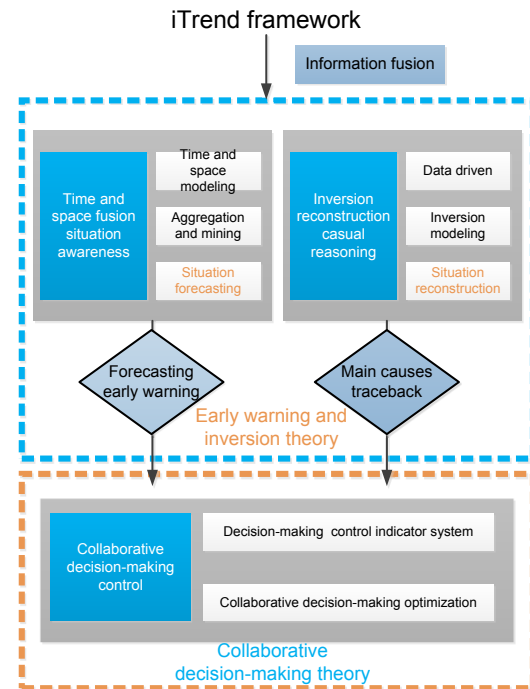 iTrend framework
Information fusion
Time and
space fusion
situation
awareness
Time and
space
modeling
Aggregation
and mining
Situation
forecasting
Inversion
reconstruction
casual
reasoning
Data driven
Inversion
modeling
Situation
reconstruction
Forecasting
early warning
Main causes
traceback
Early warning and
inversion theory
Collaborative
decision-making
control
Decision-making control indicator system
Collaborative decision-making optimization
Collaborative
decision-making theory